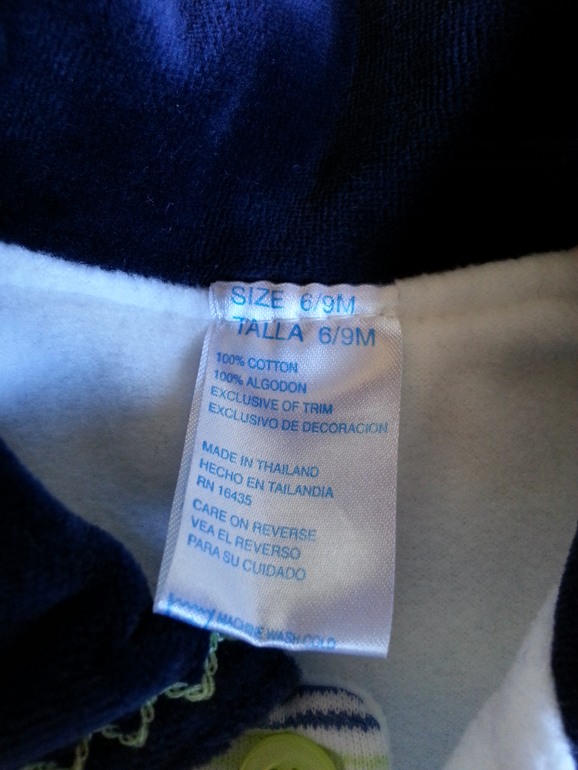 SIZE 6/9M
TALLA 6/9M
100% COTTON
100% ALGODON
EXCLUSIVE OF TRIM
EXCLUSIVO DE DECORACION
MADE IN THAILAND
HECHO EN TAILANDIA
RN 16435
CARE ON REVERSE
VEA EL REVERSO
PARA SU CUIDADO
MACHINE WASH COLD